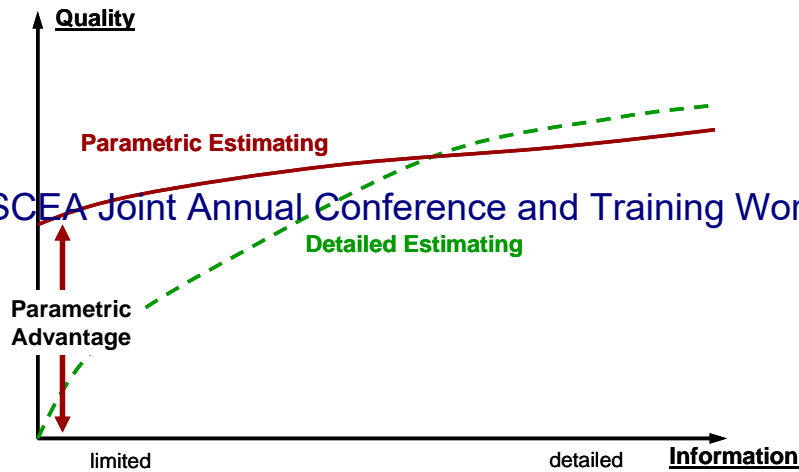 Quality
Parametric Estimating
SCEA Joint Annual Conference and Training Wor
Detailed Estimating
Parametric
Advantage
limited
detailed
Information